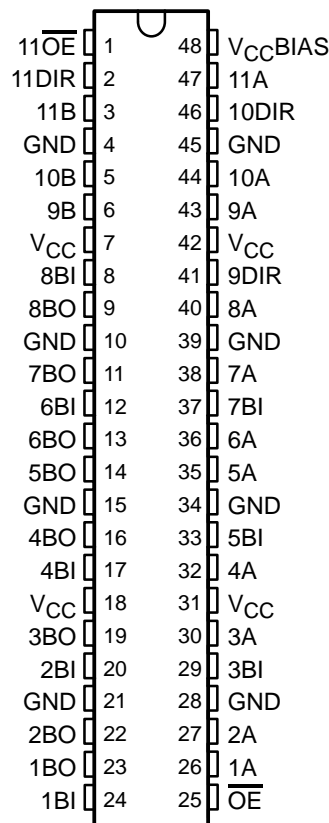 11O̅E̅ 1 48 VCCBIAS
11DIR 2 47 11A
11B 3 46 10DIR
GND 4 45 GND
10B 5 44 10A
9B 6 43 9A
VCC 7 42 VCC
8BI 8 41 9DIR
8BO 9 40 8A
GND 10 39 GND
7BO 11 38 7A
6BI 12 37 7BI
6BO 13 36 6A
5BO 14 35 5A
GND 15 34 GND
4BO 16 33 5BI
4BI 17 32 4A
VCC 18 31 VCC
3BO 19 30 3A
2BI 20 29 3BI
GND 21 28 GND
2BO 22 27 2A
1BO 23 26 1A
1BI 24 25 O̅E̅